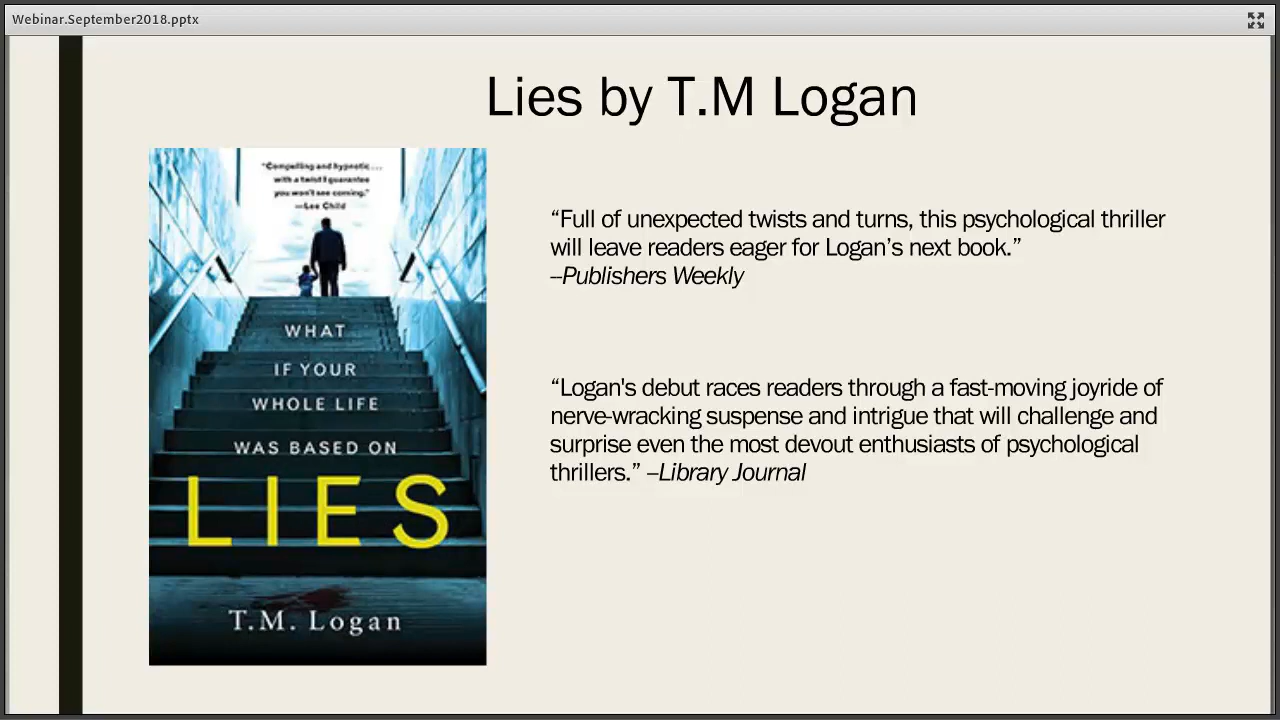 Webinar.September2018.pptx
Lies by T.M Logan
“Compelling and hypnotic . . .
with a twist I guarantee
you won't see coming.”
—Lee Child
WHAT
IF YOUR
WHOLE LIFE
WAS BASED ON
LIES
T.M. Logan
“Full of unexpected twists and turns, this psychological thriller
will leave readers eager for Logan’s next book.”
–Publishers Weekly
“Logan's debut races readers through a fast-moving joyride of
nerve-wracking suspense and intrigue that will challenge and
surprise even the most devout enthusiasts of psychological
thrillers.” –Library Journal